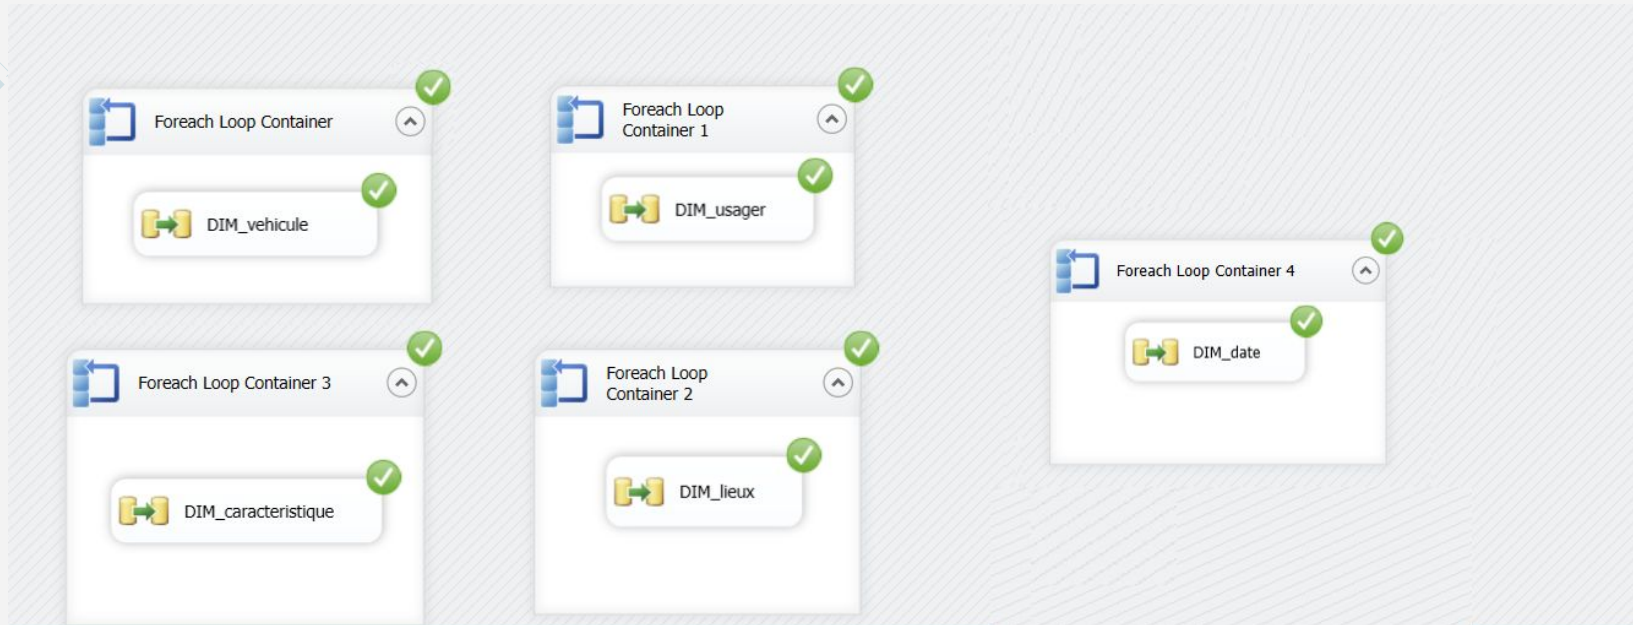 Foreach Loop Container
DIM_vehicule
Foreach Loop
Container 1
DIM_usager
Foreach Loop Container 3
DIM_caracteristique
Foreach Loop
Container 2
DIM_lieux
Foreach Loop Container 4
DIM_date